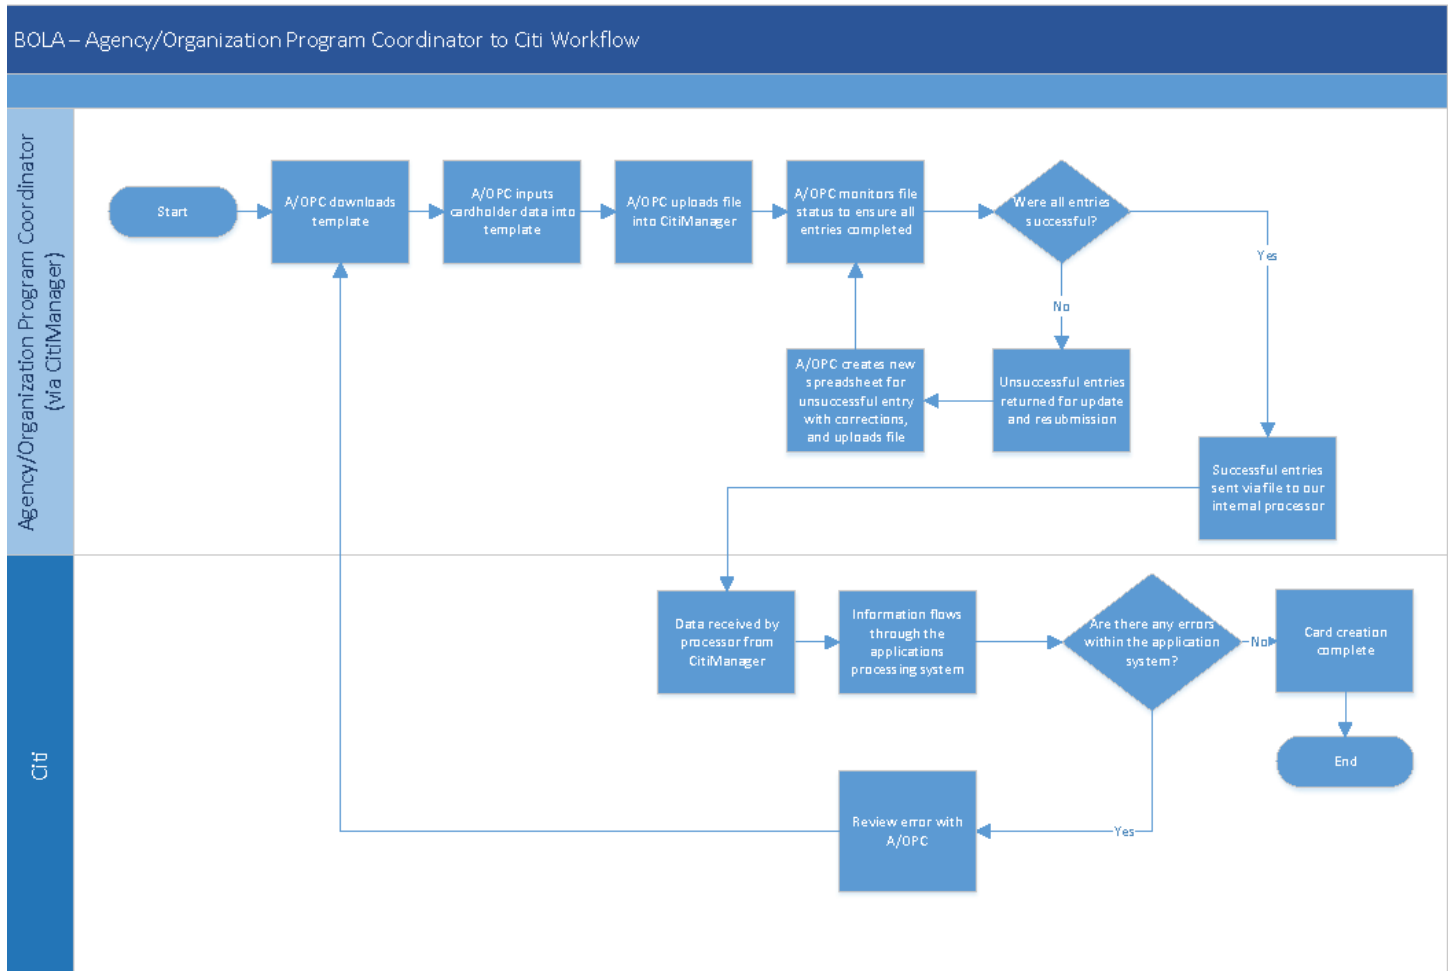 BOLA – Agency/Organization Program Coordinator to Citi Workflow
Agency/Organization Program Coordinator
(via CitiManager)
Start
A/OPC downloads
template
A/OPC inputs
cardholder data into
template
A/OPC uploads file
into CitiManager
A/OPC monitors file
status to ensure all
entries completed
Were all entries
successful?
Yes
No
A/OPC creates new
spreadsheet for
unsuccessful entry
with corrections,
and uploads file
Unsuccessful entries
returned for update
and resubmission
Successful entries
sent via file to our
internal processor
Citi
Data received by
processor from
CitiManager
Information flows
through the
applications
processing system
Are there any errors
within the application
system?
No
Card creation
complete
End
Review error with
A/OPC
Yes